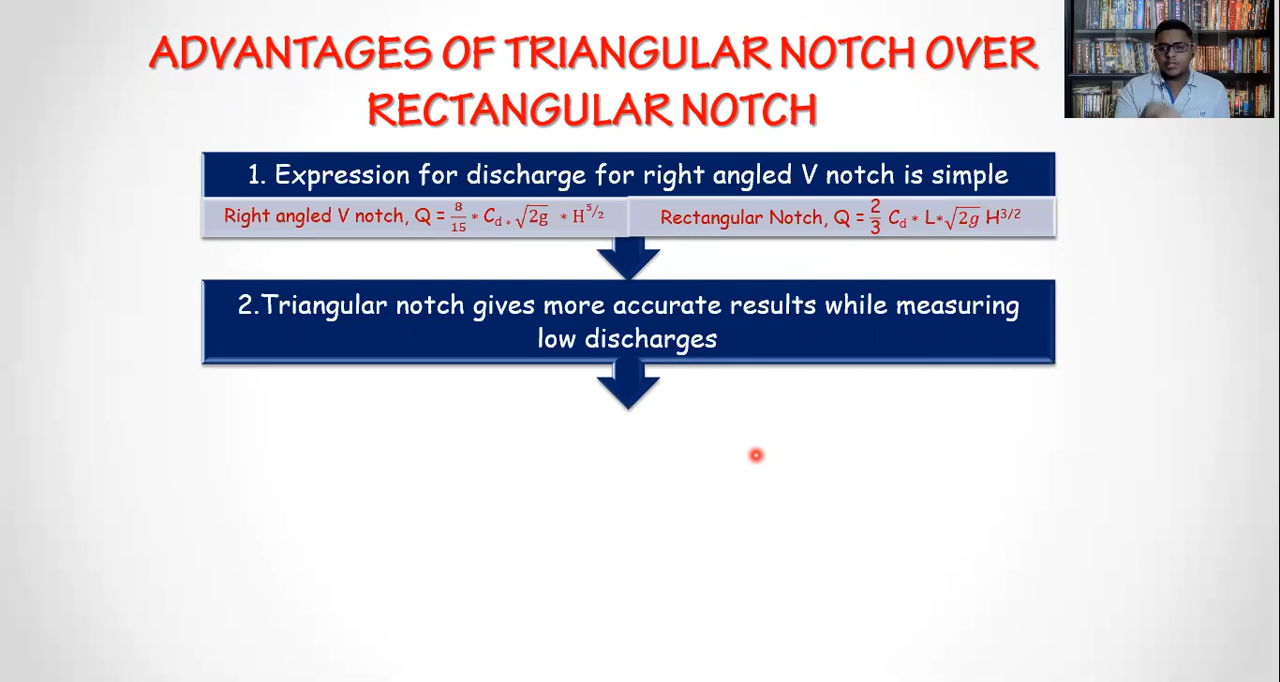 ADVANTAGES OF TRIANGULAR NOTCH OVER
RECTANGULAR NOTCH
1. Expression for discharge for right angled V notch is simple
Right angled V notch, Q = 8/15 * Cd * √2g * H^5/2
Rectangular Notch, Q = 2/3 Cd * L*√2g H^3/2
2.Triangular notch gives more accurate results while measuring
low discharges